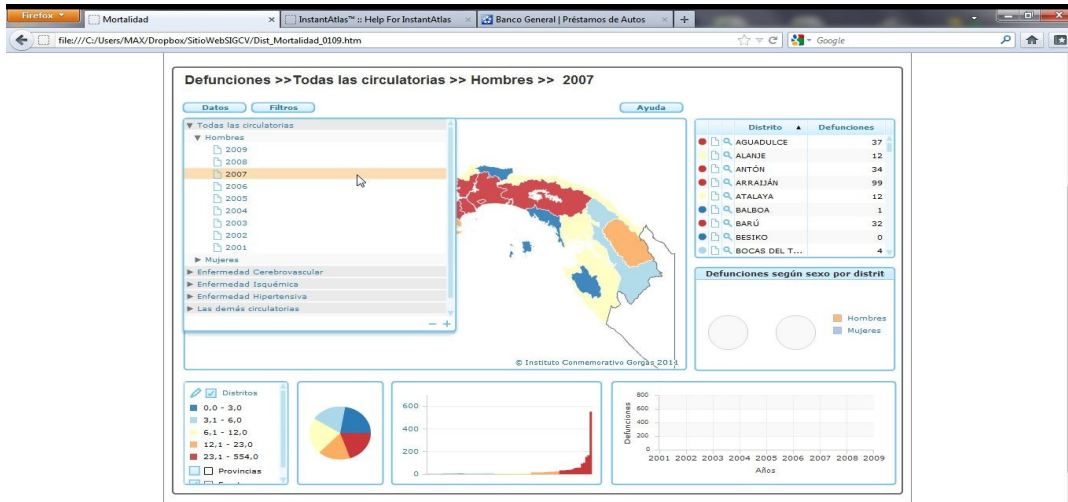 Firefox
Mortalidad
InstantAtlas™ :: Help For InstantAtlas
Banco General | Préstamos de Autos
file:///C:/Users/MAX/Dropbox/SitioWebSIGCV/Dist_Mortalidad_0109.htm
Google
Defunciones >>Todas las circulatorias >> Hombres >> 2007
Datos
Filtros
Ayuda
Todas las circulatorias
Hombres
2009
2008
2007
2006
2005
2004
2003
2002
2001
Mujeres
Enfermedad Cerebrovascular
Enfermedad Isquémica
Enfermedad Hipertensiva
Las demás circulatorias
© Instituto Conmemorativo Gorgas 2014
Distrito Defunciones
AGUADULCE 37
ALANJE 12
ANTÓN 34
ARRAIJÁN 99
ATALAYA 12
BALBOA 1
BARÚ 32
BESIKO 0
BOCAS DEL T... 4
Defunciones según sexo por distrit
Hombres
Mujeres
Distritos
0,0 - 3,0
3,1 - 6,0
6,1 - 12,0
12,1 - 23,0
23,1 - 554,0
Provincias
600
400
200
0
Defunciones
800
600
400
200
0
2001 2002 2003 2004 2005 2006 2007 2008 2009
Años